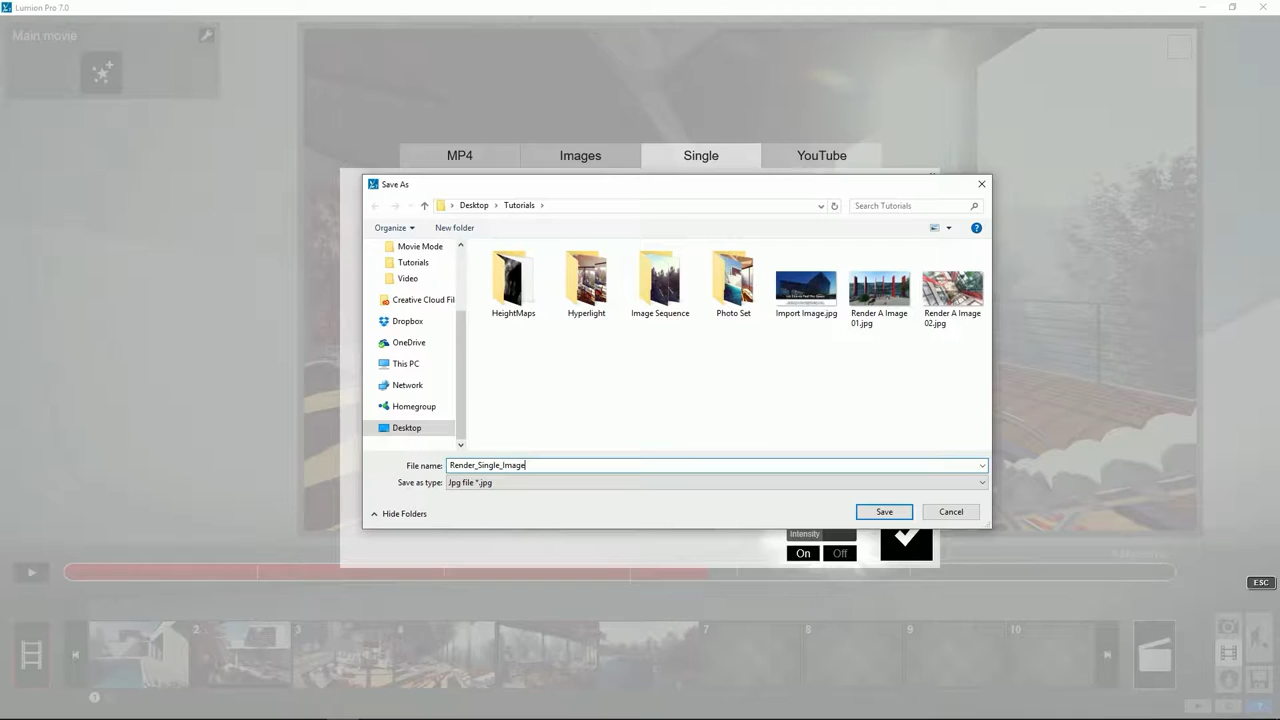 Lumion Pro 7.0
Main movie
MP4 Images Single YouTube
Save As
Desktop > Tutorials >
Search Tutorials
Organize
New folder
Movie Mode
Tutorials
Video
Creative Cloud Fil
Dropbox
OneDrive
This PC
Network
Homegroup
Desktop
HeightMaps
Hyperlight
Image Sequence
Photo Set
Import Image.jpg
Render A Image
01.jpg
Render A Image
02.jpg
File name: Render_Single_Image
Save as type: Jpg file *.jpg
Hide Folders
Save
Cancel
Intensity
On Off
ESC
2 3 4 7 8 9 10